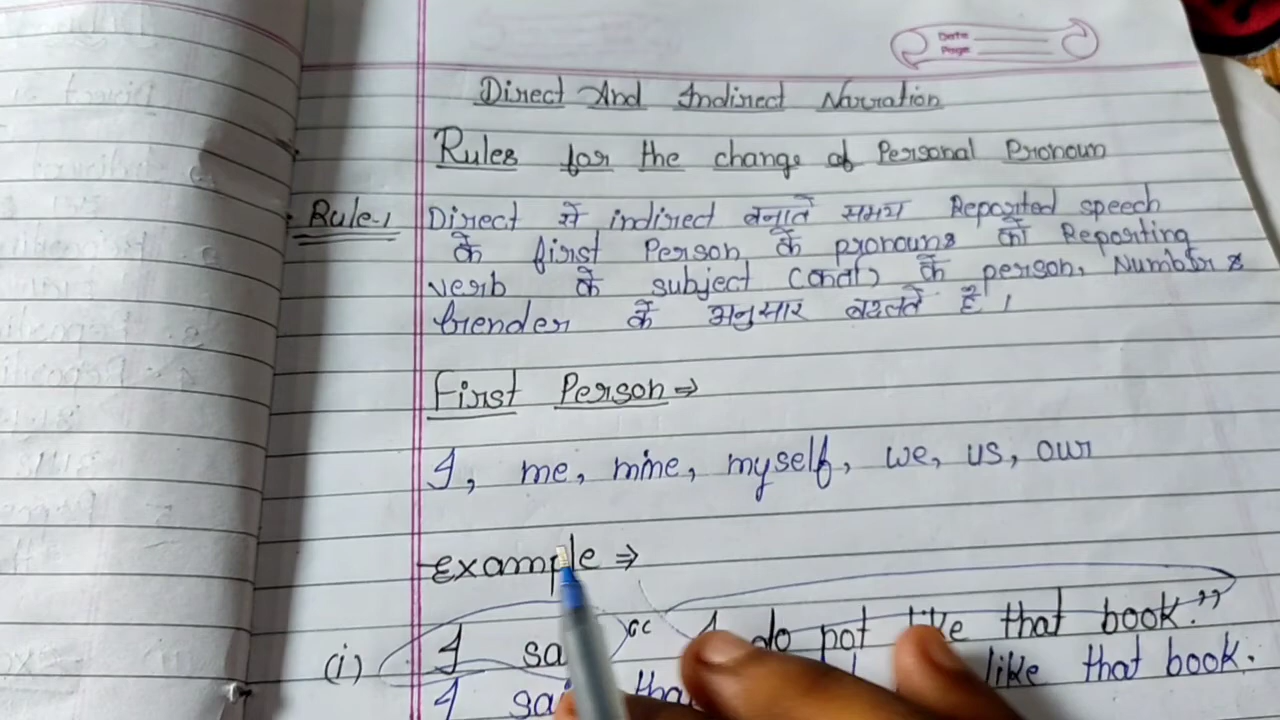 Date
Page
Direct And Indirect Narration
Rules for the change of Personal Pronoun
Rule-1 Direct से indirect बनाते समय Reported speech
के first Person के pronouns को Reporting
verb के subject (कर्ता) के person, Number &
Gender के अनुसार बदलते है।
First Person ⇒
I, me, mine, myself, we, us, our
Example ⇒
(i) I "I do not like that book."
I like that book.